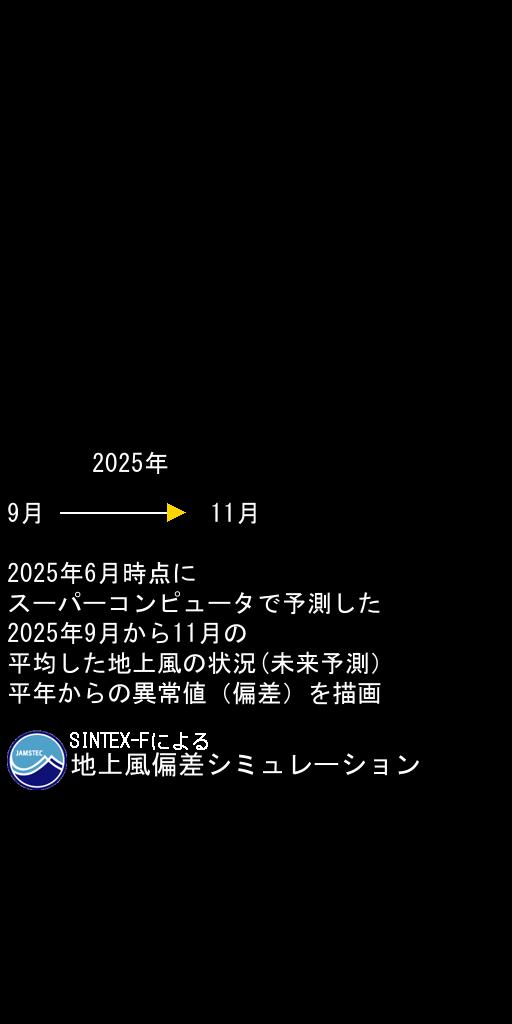 2025年
9月 11月
2025年6月時点に
スーパーコンピュータで予測した
2025年9月から11月の
平均した地上風の状況(未来予測)
平年からの異常値（偏差）を描画
SINTEX-Fによる
JAMSTEC
地上風偏差シミュレーション